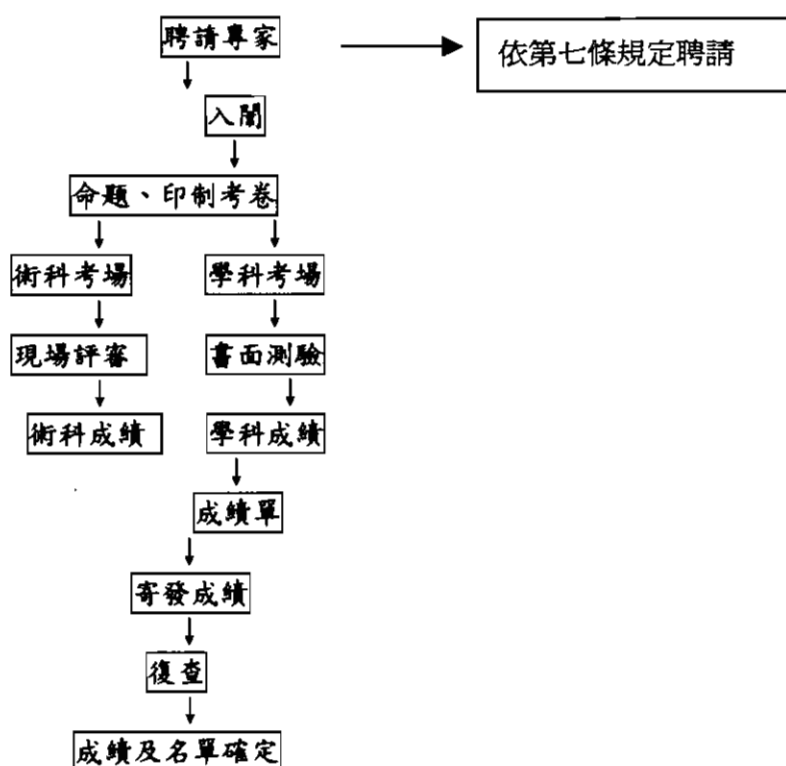 聘請專家
依第七條規定聘請
入闈
命題、印制考卷
術科考場
學科考場
現場評審
書面測驗
術科成績
學科成績
成績單
寄發成績
復查
成績及名單確定